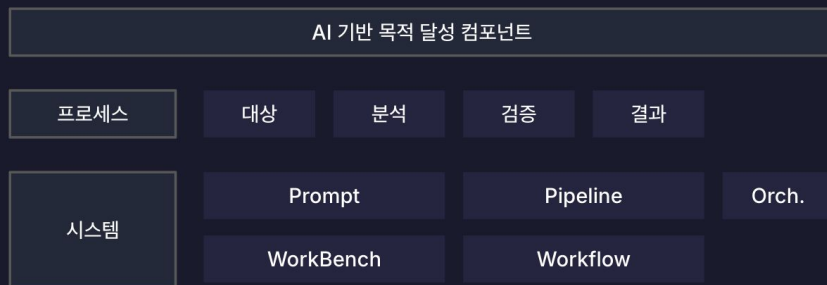 AI 기반 목적 달성 컴포넌트
프로세스 대상 분석 검증 결과
시스템
Prompt Pipeline Orch.
WorkBench Workflow